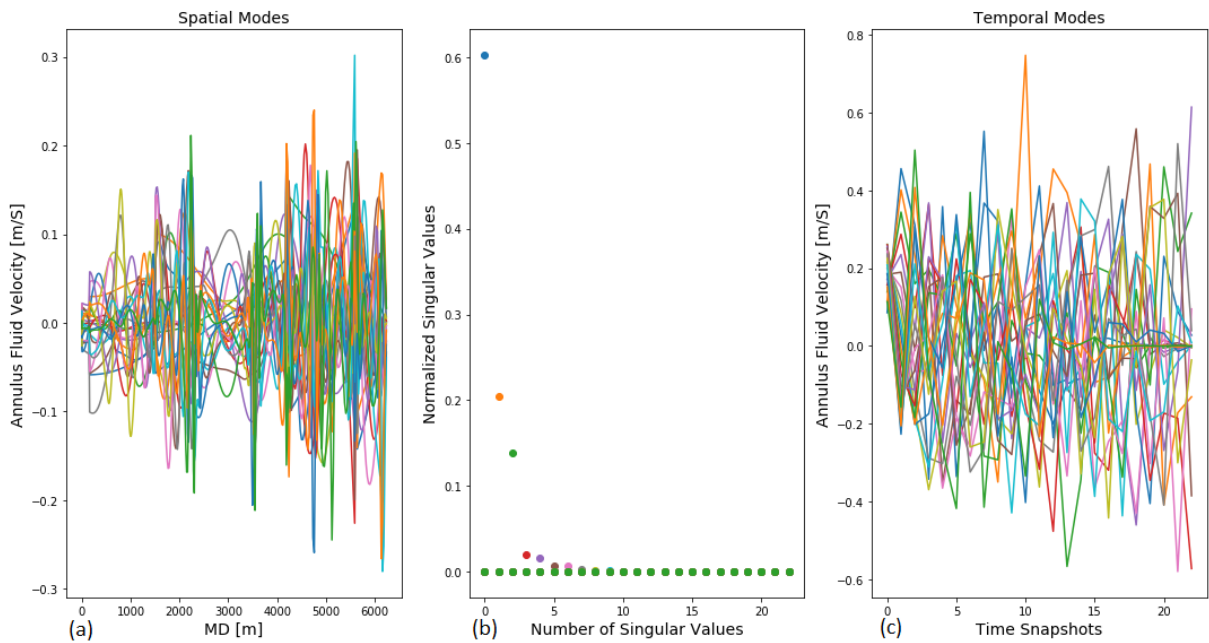 Spatial Modes
Annulus Fluid Velocity [m/S]
0.3
0.2
0.1
0.0
−0.1
−0.2
−0.3
0 1000 2000 3000 4000 5000 6000
(a) MD [m]
Normalized Singular Values
0.6
0.5
0.4
0.3
0.2
0.1
0.0
0 5 10 15 20
(b) Number of Singular Values
Temporal Modes
Annulus Fluid Velocity [m/S]
0.8
0.6
0.4
0.2
0.0
−0.2
−0.4
−0.6
0 5 10 15 20
(c) Time Snapshots